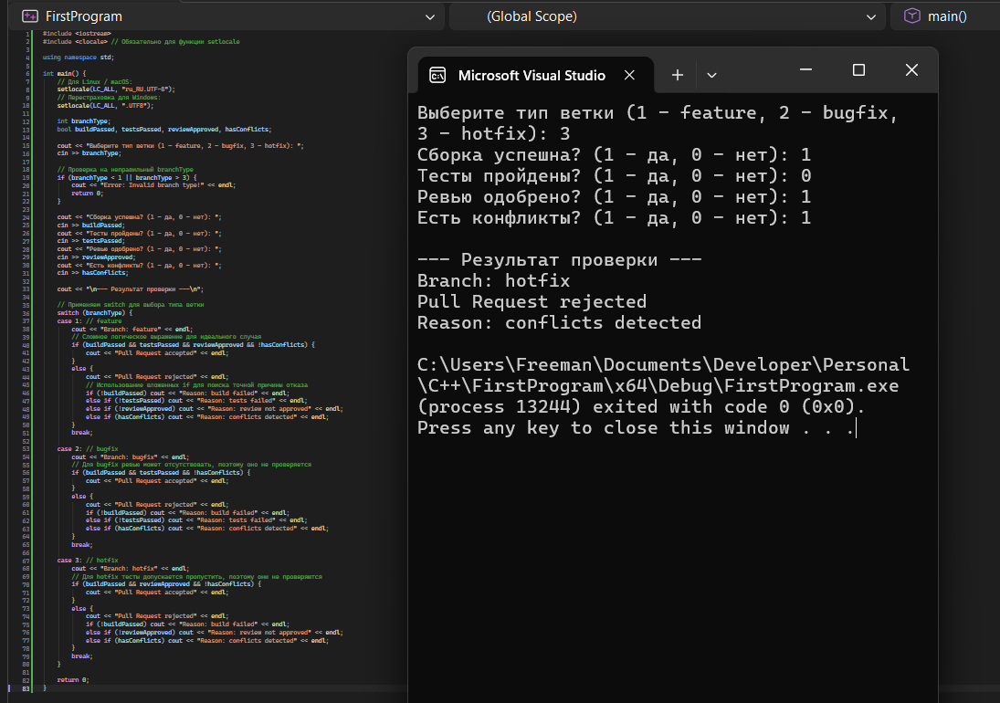 FirstProgram
(Global Scope)
main()
1 #include <iostream>
2 #include <clocale> // Обязательно для функции setlocale
3
4 using namespace std;
5
6 int main() {
7 // Для Linux / macOS:
8 setlocale(LC_ALL, "ru_RU.UTF-8");
9 // Перестраховка для Windows:
10 setlocale(LC_ALL, ".UTF8");
11
12 int branchType;
13 bool buildPassed, testsPassed, reviewApproved, hasConflicts;
14
15 cout << "Выберите тип ветки (1 - feature, 2 - bugfix, 3 - hotfix): ";
16 cin >> branchType;
17
18 // Проверка на неправильный branchType
19 if (branchType < 1 || branchType > 3) {
20 cout << "Error: Invalid branch type!" << endl;
21 return 0;
22 }
23
24 cout << "Сборка успешна? (1 - да, 0 - нет): ";
25 cin >> buildPassed;
26 cout << "Тесты пройдены? (1 - да, 0 - нет): ";
27 cin >> testsPassed;
28 cout << "Ревью одобрено? (1 - да, 0 - нет): ";
29 cin >> reviewApproved;
30 cout << "Есть конфликты? (1 - да, 0 - нет): ";
31 cin >> hasConflicts;
32
33 cout << "\n--- Результат проверки ---\n";
34
35 // Применяем switch для выбора типа ветки
36 switch (branchType) {
37 case 1: // feature
38 cout << "Branch: feature" << endl;
39 // Сложное логическое выражение для идеального случая
40 if (buildPassed && testsPassed && reviewApproved && !hasConflicts) {
41 cout << "Pull Request accepted" << endl;
42 }
43 else {
44 cout << "Pull Request rejected" << endl;
45 // Использование вложенных if для поиска точной причины отказа
46 if (!buildPassed) cout << "Reason: build failed" << endl;
47 else if (!testsPassed) cout << "Reason: tests failed" << endl;
48 else if (!reviewApproved) cout << "Reason: review not approved" << endl;
49 else if (hasConflicts) cout << "Reason: conflicts detected" << endl;
50 }
51 break;
52
53 case 2: // bugfix
54 cout << "Branch: bugfix" << endl;
55 // Для bugfix ревью может отсутствовать, поэтому оно не проверяется
56 if (buildPassed && testsPassed && !hasConflicts) {
57 cout << "Pull Request accepted" << endl;
58 }
59 else {
60 cout << "Pull Request rejected" << endl;
61 if (!buildPassed) cout << "Reason: build failed" << endl;
62 else if (!testsPassed) cout << "Reason: tests failed" << endl;
63 else if (hasConflicts) cout << "Reason: conflicts detected" << endl;
64 }
65 break;
66
67 case 3: // hotfix
68 cout << "Branch: hotfix" << endl;
69 // Для hotfix тесты допускается пропустить, поэтому они не проверяются
70 if (buildPassed && reviewApproved && !hasConflicts) {
71 cout << "Pull Request accepted" << endl;
72 }
73 else {
74 cout << "Pull Request rejected" << endl;
75 if (!buildPassed) cout << "Reason: build failed" << endl;
76 else if (!reviewApproved) cout << "Reason: review not approved" << endl;
77 else if (hasConflicts) cout << "Reason: conflicts detected" << endl;
78 }
79 break;
80 }
81
82 return 0;
83 }
Microsoft Visual Studio
Выберите тип ветки (1 - feature, 2 - bugfix,
3 - hotfix): 3
Сборка успешна? (1 - да, 0 - нет): 1
Тесты пройдены? (1 - да, 0 - нет): 0
Ревью одобрено? (1 - да, 0 - нет): 1
Есть конфликты? (1 - да, 0 - нет): 1
--- Результат проверки ---
Branch: hotfix
Pull Request rejected
Reason: conflicts detected
C:\Users\Freeman\Documents\Developer\Personal
\C++\FirstProgram\x64\Debug\FirstProgram.exe
(process 13244) exited with code 0 (0x0).
Press any key to close this window . . .